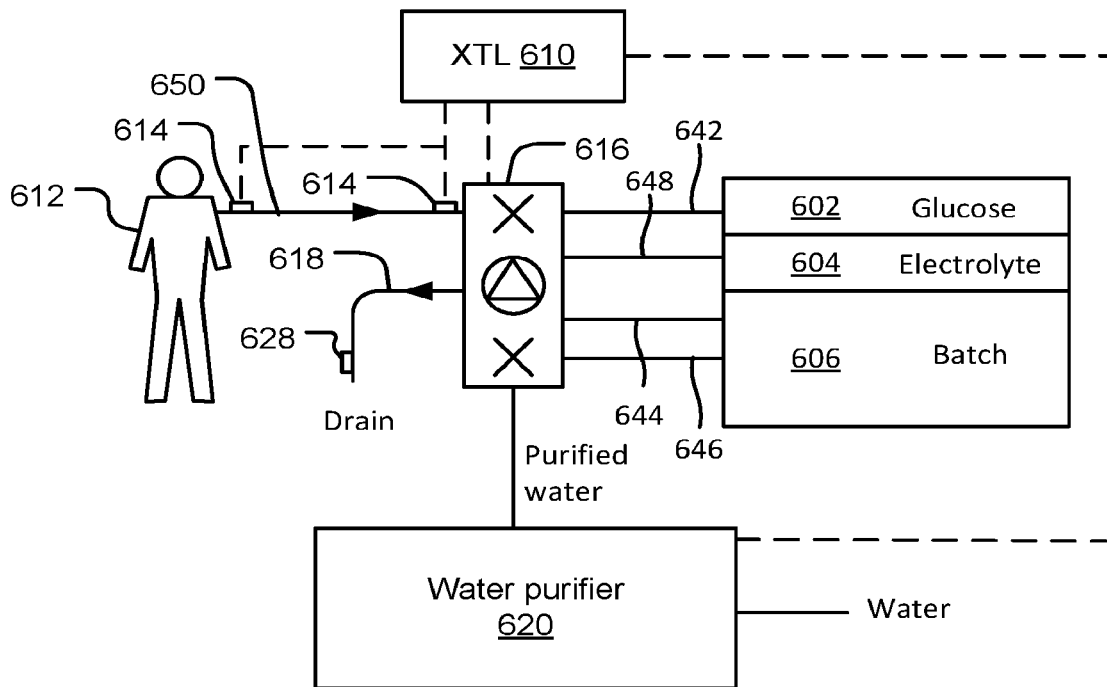 XTL 610
650
614
642
616
648
612
614
602 Glucose
618
604 Electrolyte
628
606 Batch
Drain
644
646
Purified
water
Water purifier
620
Water